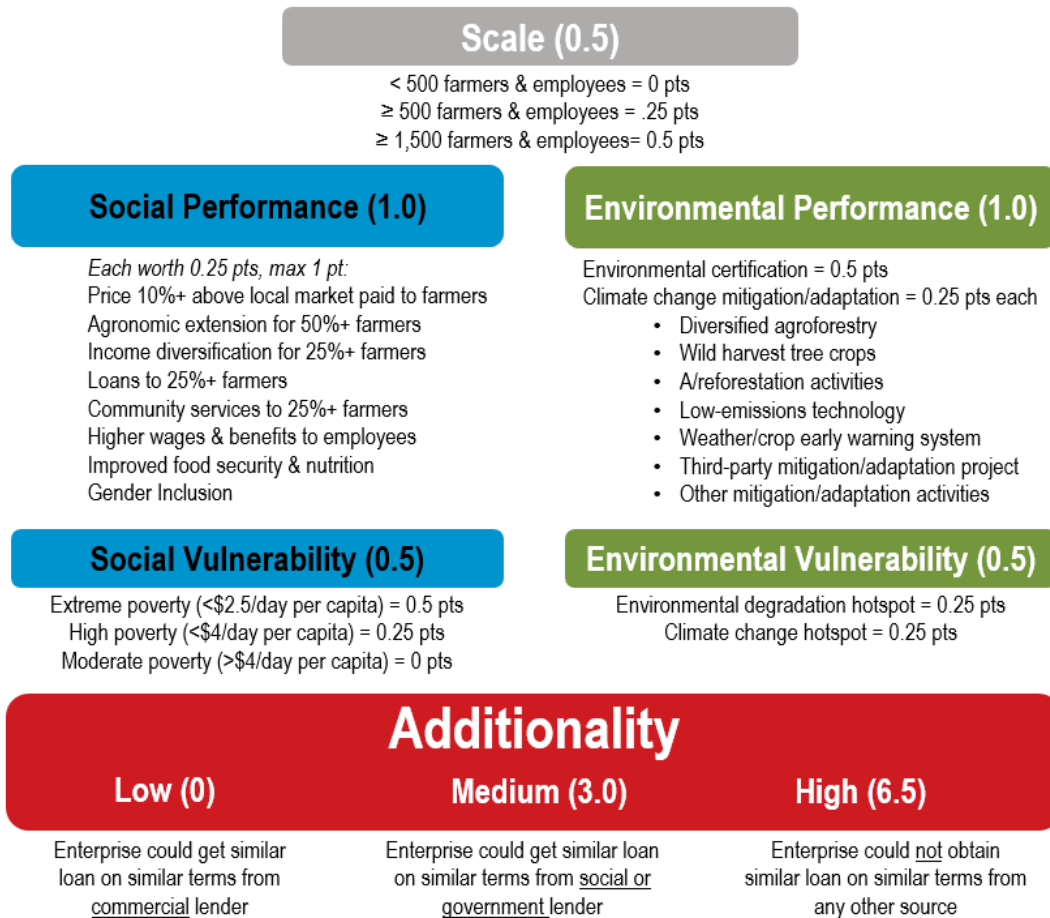 Scale (0.5)
< 500 farmers & employees = 0 pts
≥ 500 farmers & employees = .25 pts
≥ 1,500 farmers & employees= 0.5 pts
Social Performance (1.0)
Each worth 0.25 pts, max 1 pt:
Price 10%+ above local market paid to farmers
Agronomic extension for 50%+ farmers
Income diversification for 25%+ farmers
Loans to 25%+ farmers
Community services to 25%+ farmers
Higher wages & benefits to employees
Improved food security & nutrition
Gender Inclusion
Environmental Performance (1.0)
Environmental certification = 0.5 pts
Climate change mitigation/adaptation = 0.25 pts each
• Diversified agroforestry
• Wild harvest tree crops
• A/reforestation activities
• Low-emissions technology
• Weather/crop early warning system
• Third-party mitigation/adaptation project
• Other mitigation/adaptation activities
Social Vulnerability (0.5)
Extreme poverty (<$2.5/day per capita) = 0.5 pts
High poverty (<$4/day per capita) = 0.25 pts
Moderate poverty (>$4/day per capita) = 0 pts
Environmental Vulnerability (0.5)
Environmental degradation hotspot = 0.25 pts
Climate change hotspot = 0.25 pts
Additionality
Low (0)
Enterprise could get similar
loan on similar terms from
commercial lender
Medium (3.0)
Enterprise could get similar loan
on similar terms from social or
government lender
High (6.5)
Enterprise could not obtain
similar loan on similar terms from
any other source